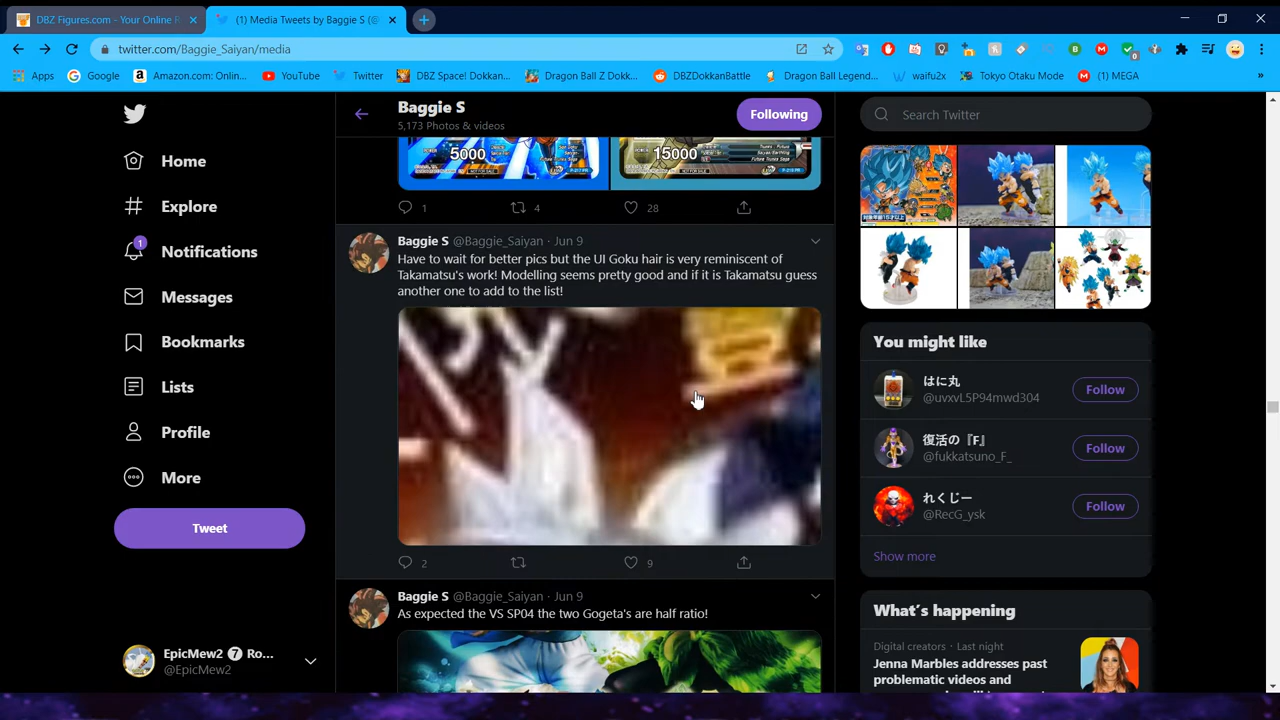 DBZ Figures.com - Your Online R
(1) Media Tweets by Baggie S (@
twitter.com/Baggie_Saiyan/media
Apps
Google
Amazon.com: Onlin...
YouTube
Twitter
DBZ Space! Dokkan...
Dragon Ball Z Dokk...
DBZDokkanBattle
Dragon Ball Legend...
waifu2x
Tokyo Otaku Mode
(1) MEGA
»
Home
Explore
1
Notifications
Messages
Bookmarks
Lists
Profile
More
Tweet
EpicMew2 7 Ro...
@EpicMew2
Baggie S
5,173 Photos & videos
Following
5000
15000
1
4
28
Baggie S @Baggie_Saiyan · Jun 9
Have to wait for better pics but the UI Goku hair is very reminiscent of
Takamatsu's work! Modelling seems pretty good and if it is Takamatsu guess
another one to add to the list!
2
9
Baggie S @Baggie_Saiyan · Jun 9
As expected the VS SP04 the two Gogeta's are half ratio!
Search Twitter
You might like
はに丸
@uvxvL5P94mwd304
Follow
復活の『F』
@fukkatsuno_F_
Follow
れくじー
@RecG_ysk
Follow
Show more
What's happening
Digital creators · Last night
Jenna Marbles addresses past
problematic videos and